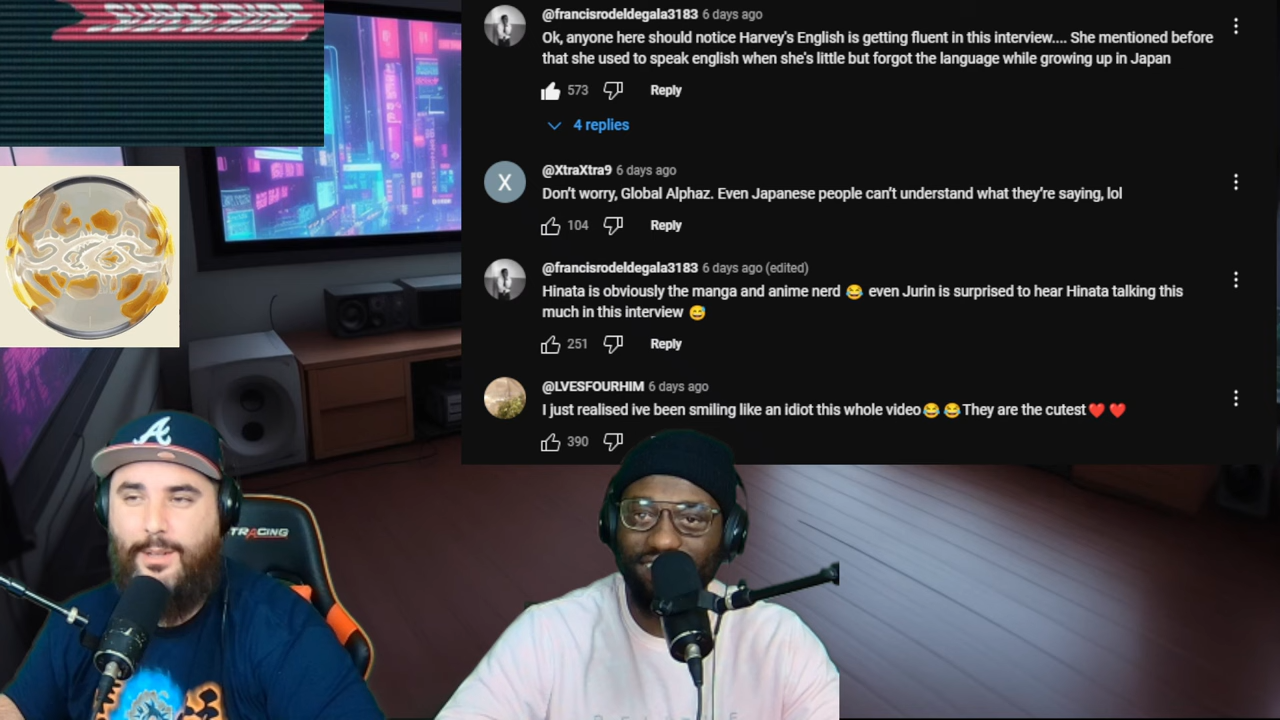 SUBSCRIBE
@francisrodeldegala3183 6 days ago
Ok, anyone here should notice Harvey's English is getting fluent in this interview.... She mentioned before
that she used to speak english when she's little but forgot the language while growing up in Japan
573 Reply
4 replies
X
@XtraXtra9 6 days ago
Don't worry, Global Alphaz. Even Japanese people can't understand what they're saying, lol
104 Reply
@francisrodeldegala3183 6 days ago (edited)
Hinata is obviously the manga and anime nerd 😂 even Jurin is surprised to hear Hinata talking this
much in this interview 😅
251 Reply
@LVESFOURHIM 6 days ago
I just realised ive been smiling like an idiot this whole video😂 😂They are the cutest❤️ ❤️
390
A
TRACING